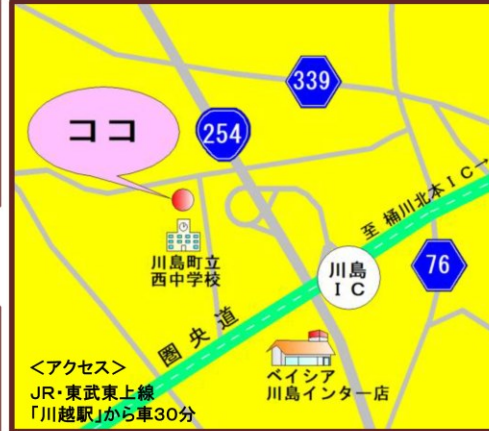 339
ココ
254
至 桶川北本IC→
川島町立
西中学校
川島
IC
76
圏央道
ベイシア
川島インター店
<アクセス>
JR・東武東上線
「川越駅」から車30分